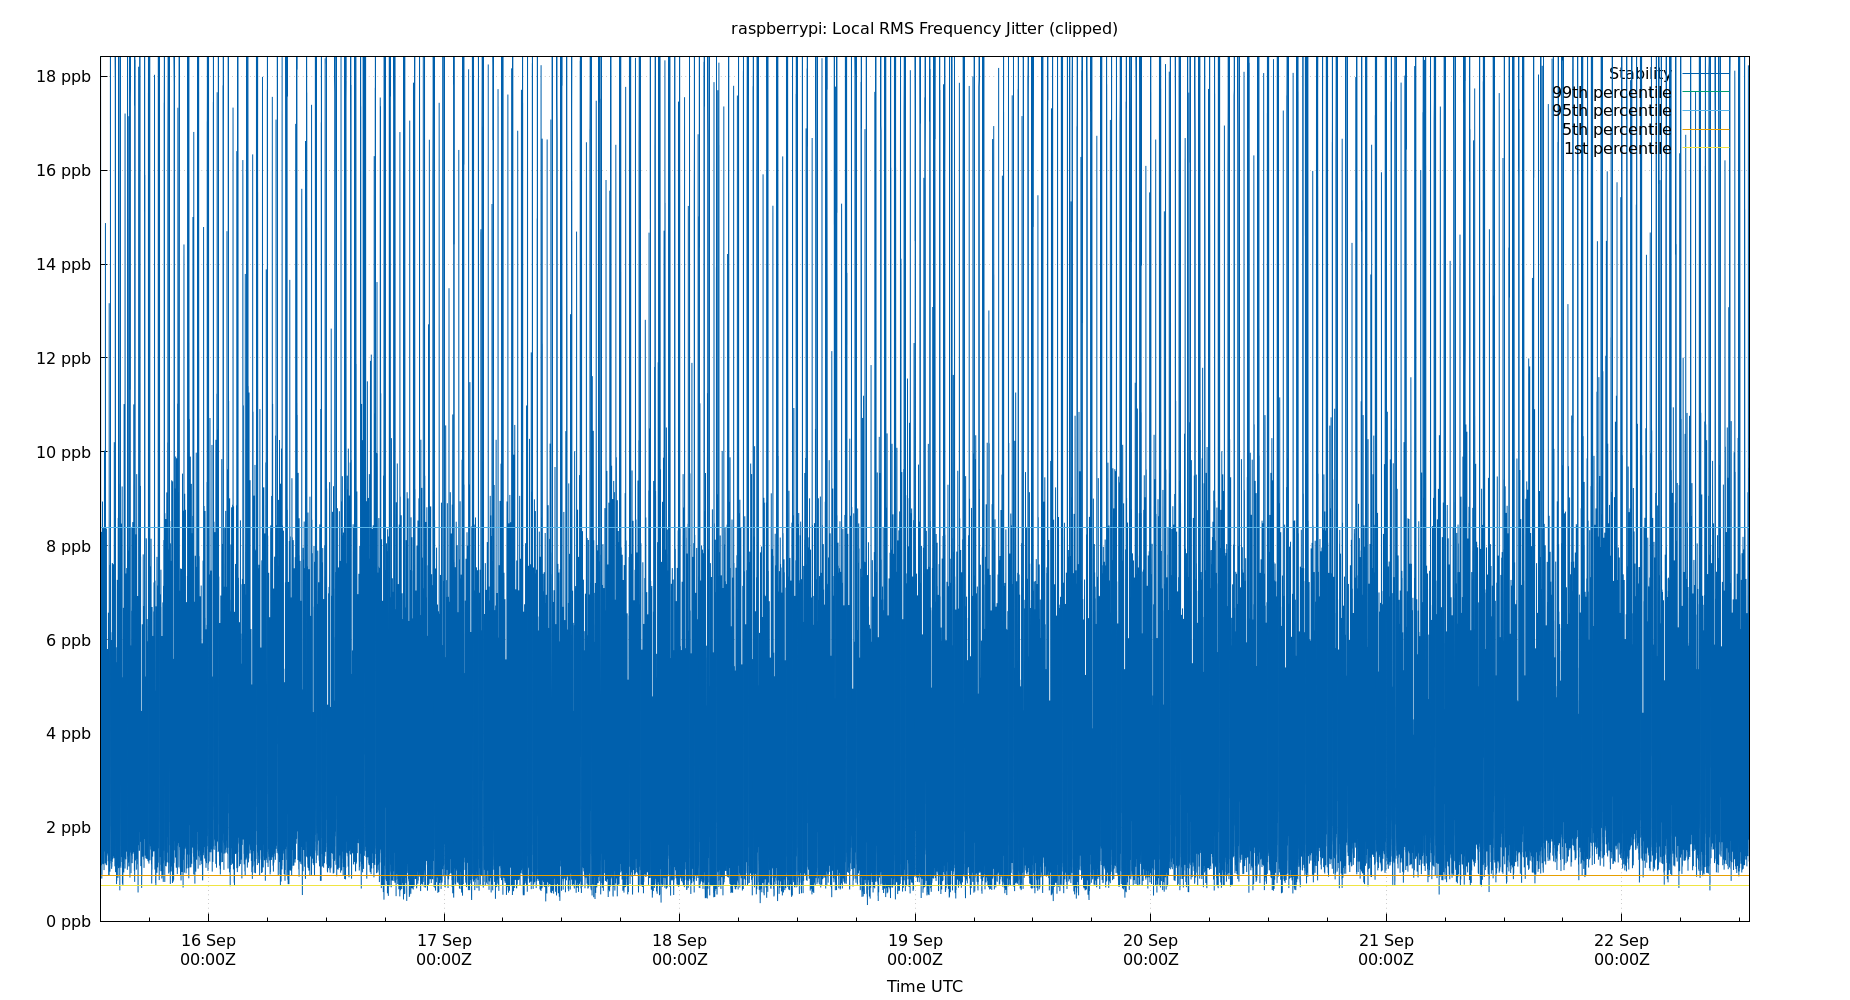 raspberrypi: Local RMS Frequency Jitter (clipped)
18 ppb
16 ppb
14 ppb
12 ppb
10 ppb
8 ppb
6 ppb
4 ppb
2 ppb
0 ppb
Stability
99th percentile
95th percentile
5th percentile
1st percentile
16 Sep
00:00Z
17 Sep
00:00Z
18 Sep
00:00Z
19 Sep
00:00Z
20 Sep
00:00Z
21 Sep
00:00Z
22 Sep
00:00Z
Time UTC